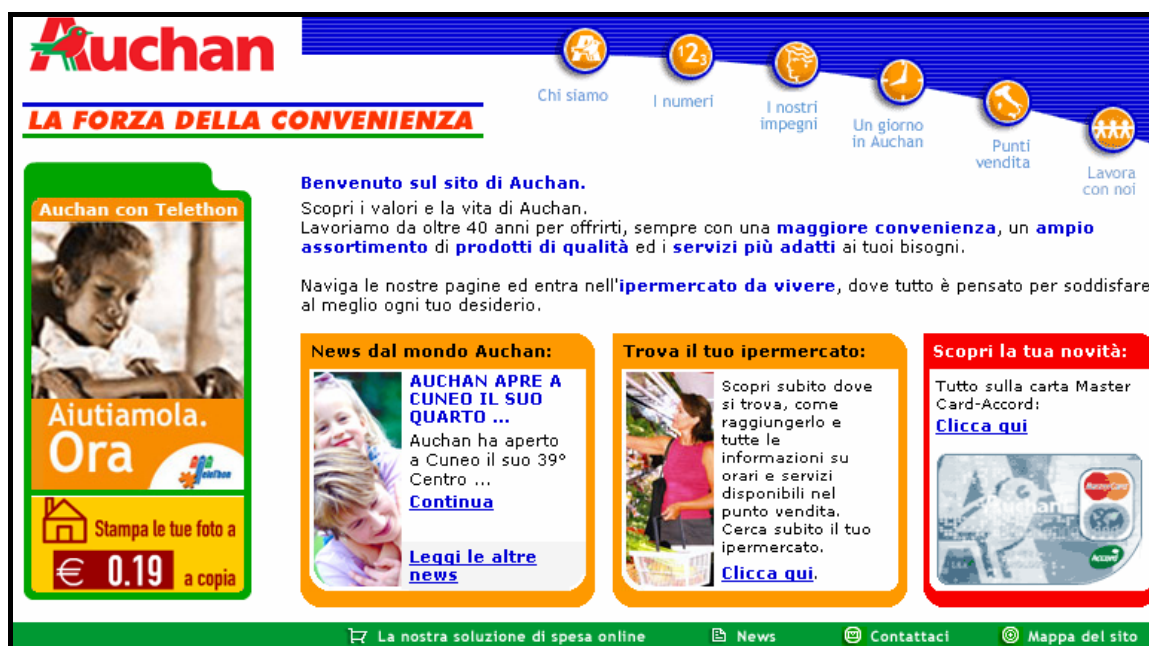 Auchan
LA FORZA DELLA CONVENIENZA
Chi siamo
I numeri
I nostri
impegni
Un giorno
in Auchan
Punti
vendita
Lavora
con noi
Auchan con Telethon
Aiutiamola.
Ora
Telethon
Stampa le tue foto a
€ 0.19 a copia
Benvenuto sul sito di Auchan.
Scopri i valori e la vita di Auchan.
Lavoriamo da oltre 40 anni per offrirti, sempre con una maggiore convenienza, un ampio
assortimento di prodotti di qualità ed i servizi più adatti ai tuoi bisogni.
Naviga le nostre pagine ed entra nell'ipermercato da vivere, dove tutto è pensato per soddisfare
al meglio ogni tuo desiderio.
News dal mondo Auchan:
AUCHAN APRE A
CUNEO IL SUO
QUARTO ...
Auchan ha aperto
a Cuneo il suo 39°
Centro ...
Continua
Leggi le altre
news
Trova il tuo ipermercato:
Scopri subito dove
si trova, come
raggiungerlo e
tutte le
informazioni su
orari e servizi
disponibili nel
punto vendita.
Cerca subito il tuo
ipermercato.
Clicca qui.
Scopri la tua novità:
Tutto sulla carta Master
Card-Accord:
Clicca qui
Auchan
MasterCard
Accord
La nostra soluzione di spesa online
News
Contattaci
Mappa del sito